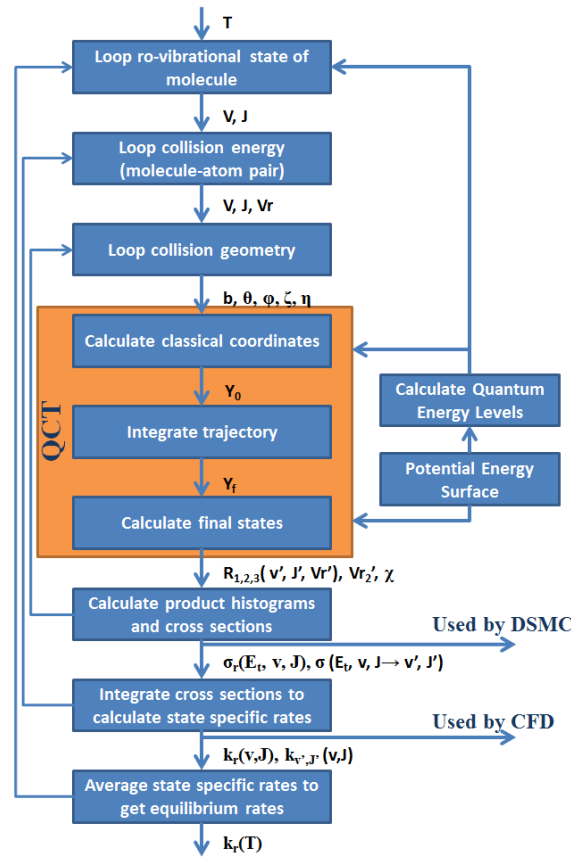 T
Loop ro-vibrational state of
molecule
V, J
Loop collision energy
(molecule-atom pair)
V, J, Vr
Loop collision geometry
b, θ, φ, ζ, η
QCT
Calculate classical coordinates
Y₀
Integrate trajectory
Y_f
Calculate final states
Calculate Quantum
Energy Levels
Potential Energy
Surface
R₁,₂,₃( v’, J’, Vr’), Vr₂’, χ
Calculate product histograms
and cross sections
Used by DSMC
σᵣ(Eₜ, v, J), σ (Eₜ, v, J→ v’, J’)
Integrate cross sections to
calculate state specific rates
Used by CFD
kᵣ(v,J), k_v’,J’ (v,J)
Average state specific rates to
get equilibrium rates
kᵣ(T)